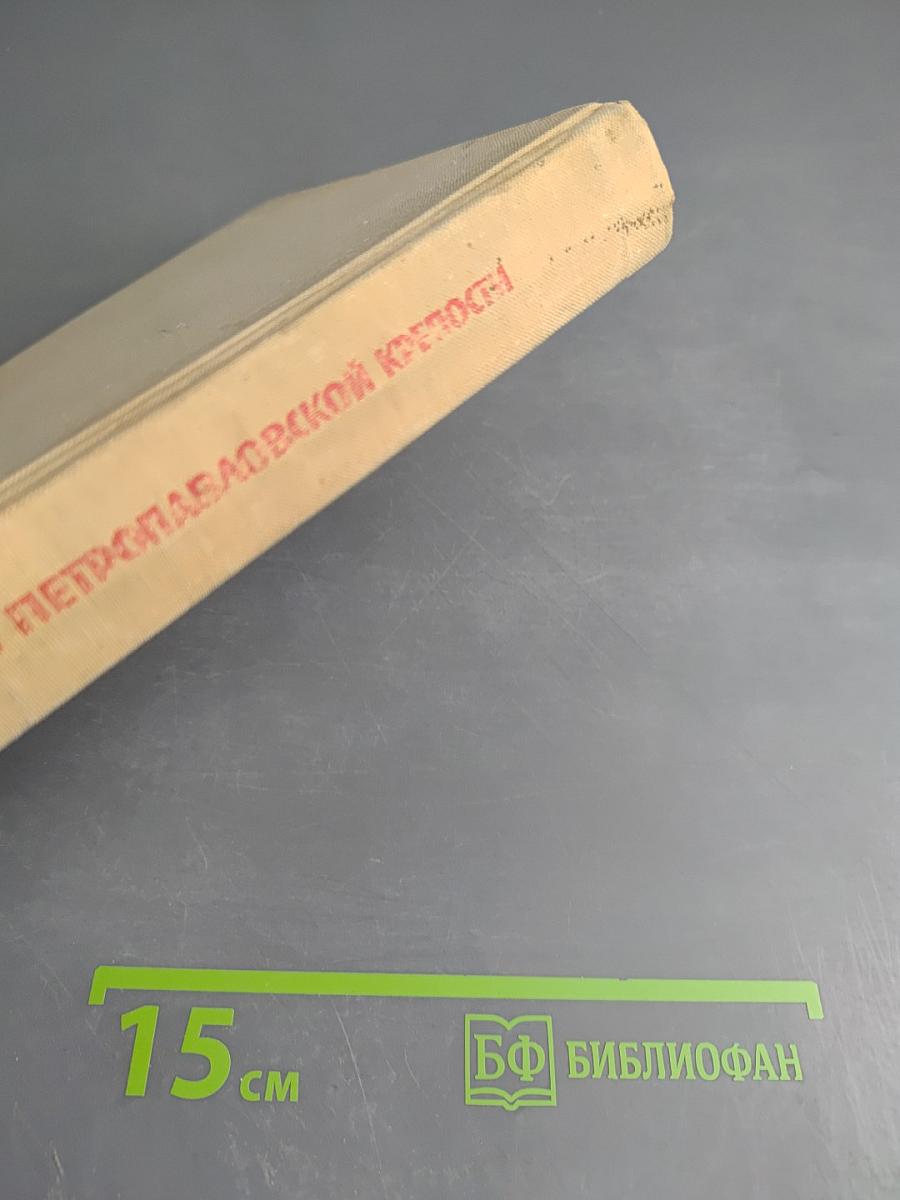 ПЕТРОПАВЛОВСКОЙ КРЕПОСТИ
15 см
БФ БИБЛИОФАН